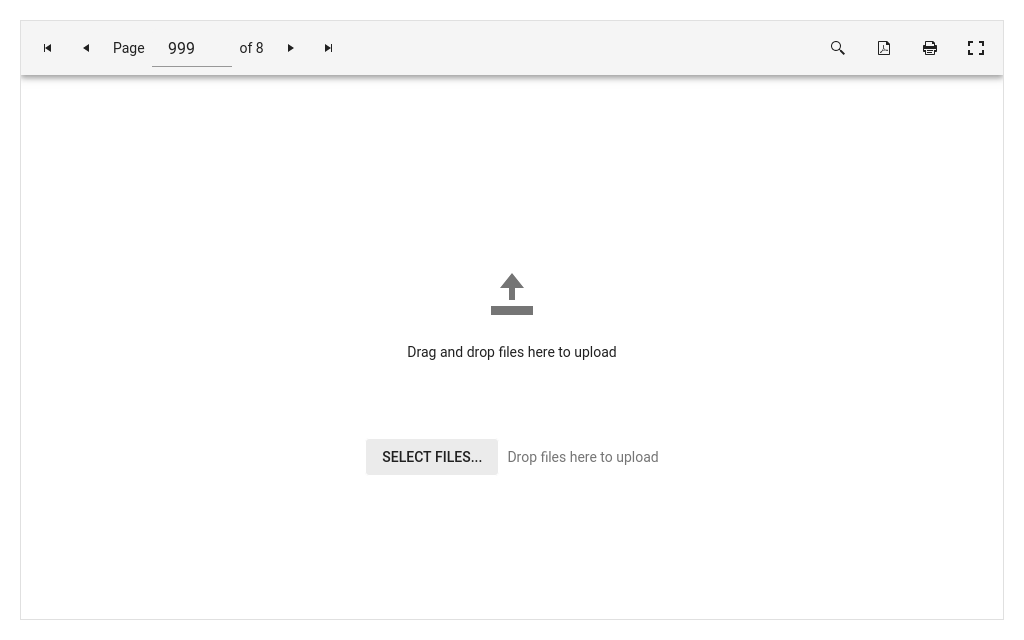 Page 999 of 8
Drag and drop files here to upload
SELECT FILES... Drop files here to upload